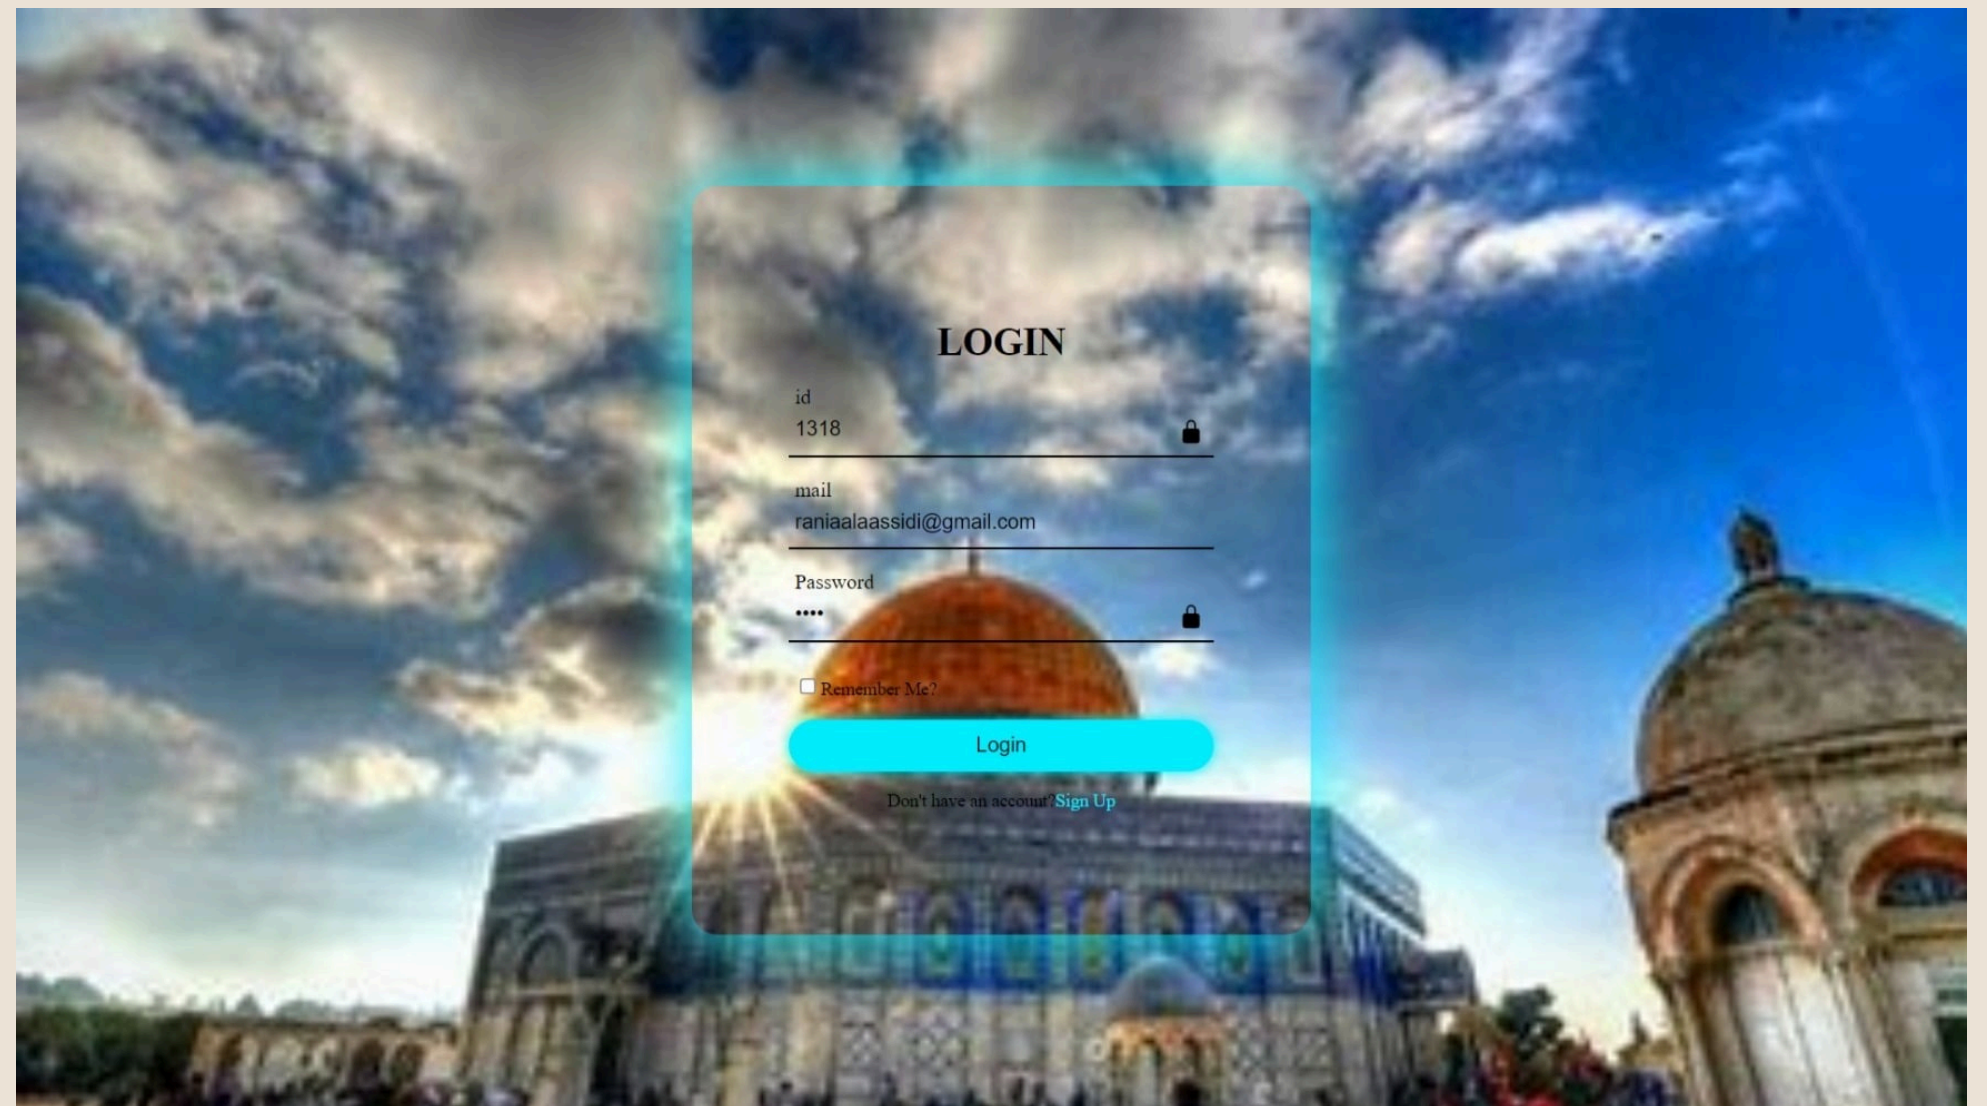 LOGIN
id
1318
mail
raniaalaassidi@gmail.com
Password
••••
Remember Me?
Login
Don't have an account?Sign Up